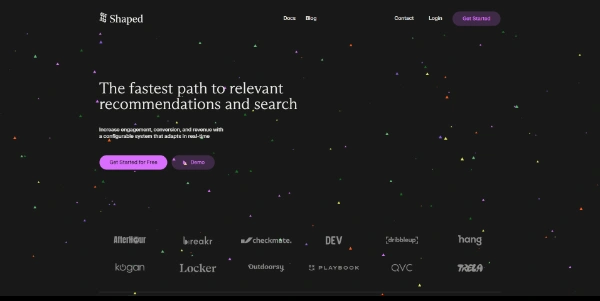 Shaped
Docs Blog Contact Login Get Started
The fastest path to relevant
recommendations and search
Increase engagement, conversion, and revenue with
a configurable system that adapts in real-time
Get Started for Free Demo
AfterHour breakr checkmate. DEV dribbleup hang
kogan Locker Outdoorsy PLAYBOOK QVC TRELA